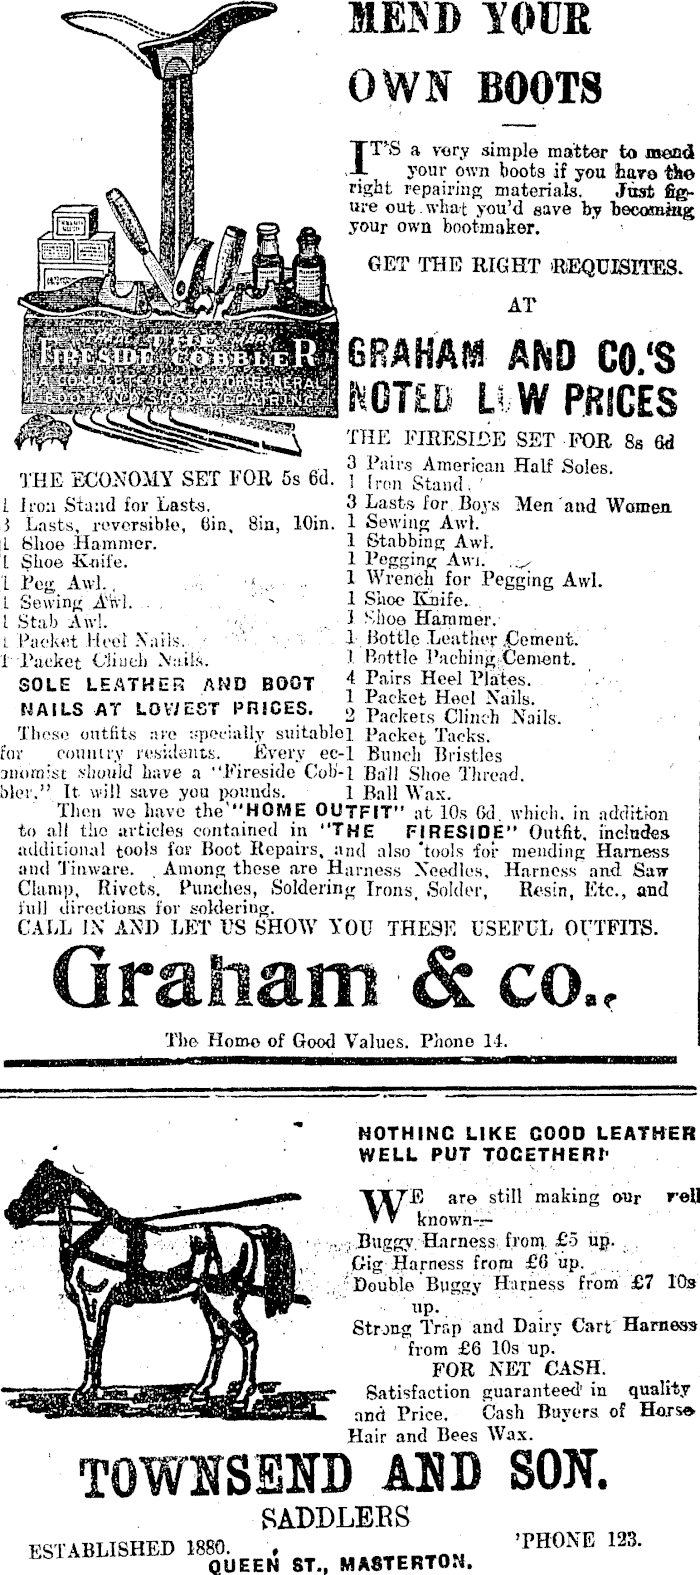 MEND YOUR
OWN BOOTS
IT'S a very simple matter to mend
your own boots if you have the
right repairing materials. Just fig-
ure out what you'd save by becoming
your own bootmaker.
GET THE RIGHT REQUISITES.
AT
GRAHAM AND CO.'S
NOTED LOW PRICES
THE
FIRESIDE COBBLER
A COMPLETE OUTFIT FOR GENERAL
BOOT AND SHOE REPAIRING
THE ECONOMY SET FOR 5s 6d.
1 Iron Stand for Lasts.
3 Lasts, reversible, 6in, 8in, 10in.
1 Shoe Hammer.
1 Shoe Knife.
1 Peg Awl.
1 Sewing Awl.
1 Stab Awl.
1 Packet Heel Nails.
1 Packet Clinch Nails.
SOLE LEATHER AND BOOT
NAILS AT LOWEST PRICES.
These outfits are specially suitable
for country residents. Every ec-
onomist should have a "Fireside Cob-
bler." It will save you pounds.
THE FIRESIDE SET FOR 8s 6d
3 Pairs American Half Soles.
1 Iron Stand.
3 Lasts for Boys Men and Women
1 Sewing Awl.
1 Stabbing Awl.
1 Pegging Awl.
1 Wrench for Pegging Awl.
1 Shoe Knife.
1 Shoe Hammer.
1 Bottle Leather Cement.
1 Bottle Paching Cement.
4 Pairs Heel Plates.
1 Packet Heel Nails.
2 Packets Clinch Nails.
1 Packet Tacks.
1 Bunch Bristles
1 Ball Shoe Thread.
1 Ball Wax.
Then we have the "HOME OUTFIT" at 10s 6d, which, in addition
to all the articles contained in "THE FIRESIDE" Outfit, includes
additional tools for Boot Repairs, and also tools for mending Harness
and Tinware. Among these are Harness Needles, Harness and Saw
Clamp, Rivets, Punches, Soldering Irons, Solder, Resin, Etc., and
full directions for soldering.
CALL IN AND LET US SHOW YOU THESE USEFUL OUTFITS.
Graham & co.,
The Home of Good Values. Phone 14.
NOTHING LIKE GOOD LEATHER
WELL PUT TOGETHER!
WE are still making our well
known—
Buggy Harness from £5 up.
Gig Harness from £6 up.
Double Buggy Harness from £7 10s
up.
Strong Trap and Dairy Cart Harness
from £6 10s up.
FOR NET CASH.
Satisfaction guaranteed in quality
and Price. Cash Buyers of Horse
Hair and Bees Wax.
TOWNSEND AND SON.
SADDLERS
ESTABLISHED 1880. 'PHONE 123.
QUEEN ST., MASTERTON.